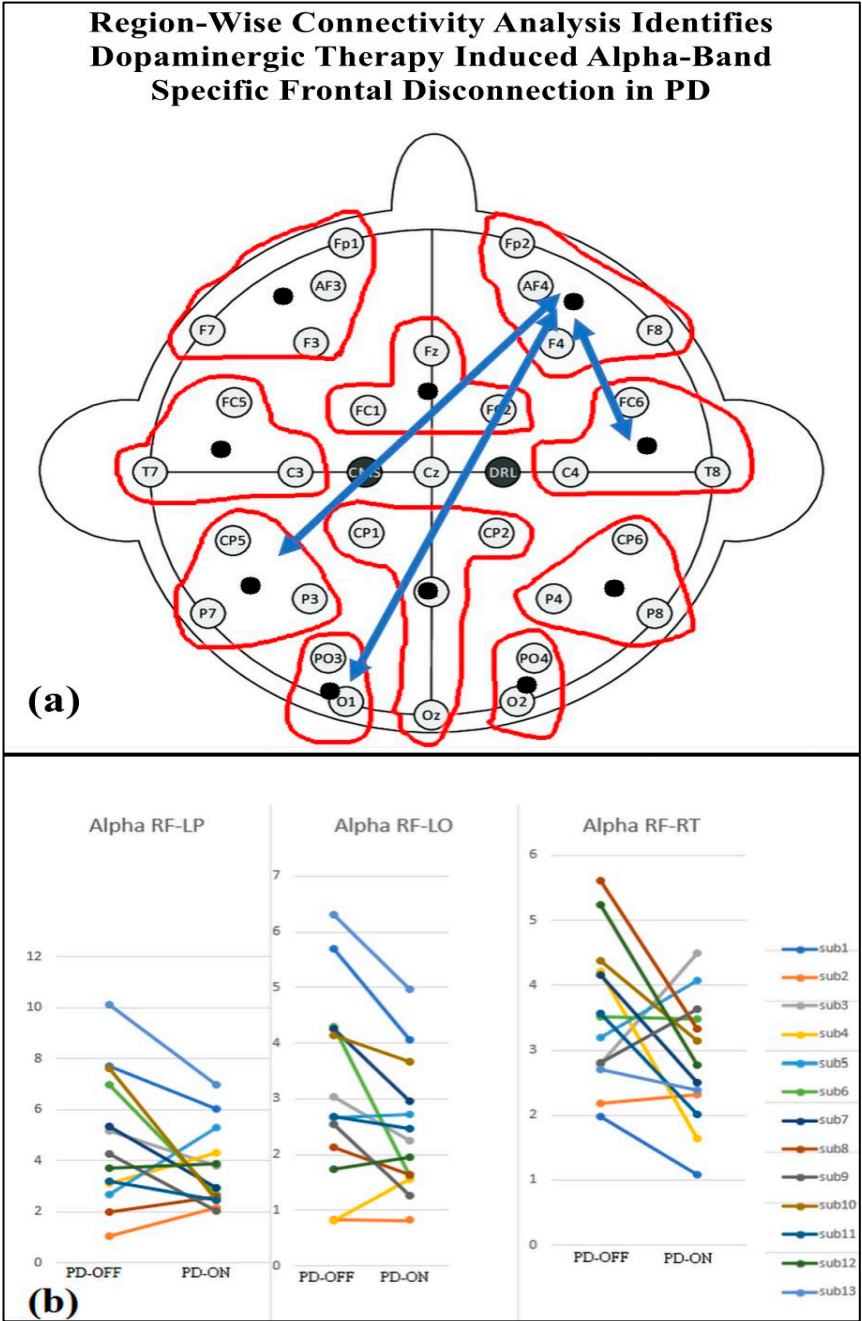 Region-Wise Connectivity Analysis Identifies
Dopaminergic Therapy Induced Alpha-Band
Specific Frontal Disconnection in PD
Fp1 Fp2
AF3 AF4
F7 F3 Fz F4 F8
FC5 FC1 FC2 FC6
T7 C3 CMS Cz DRL C4 T8
CP5 CP1 CP2 CP6
P7 P3 P4 P8
PO3 PO4
O1 Oz O2
(a)
Alpha RF-LP
12
10
8
6
4
2
0
PD-OFF PD-ON
Alpha RF-LO
7
6
5
4
3
2
1
0
PD-OFF PD-ON
Alpha RF-RT
6
5
4
3
2
1
0
PD-OFF PD-ON
sub1
sub2
sub3
sub4
sub5
sub6
sub7
sub8
sub9
sub10
sub11
sub12
sub13
(b)